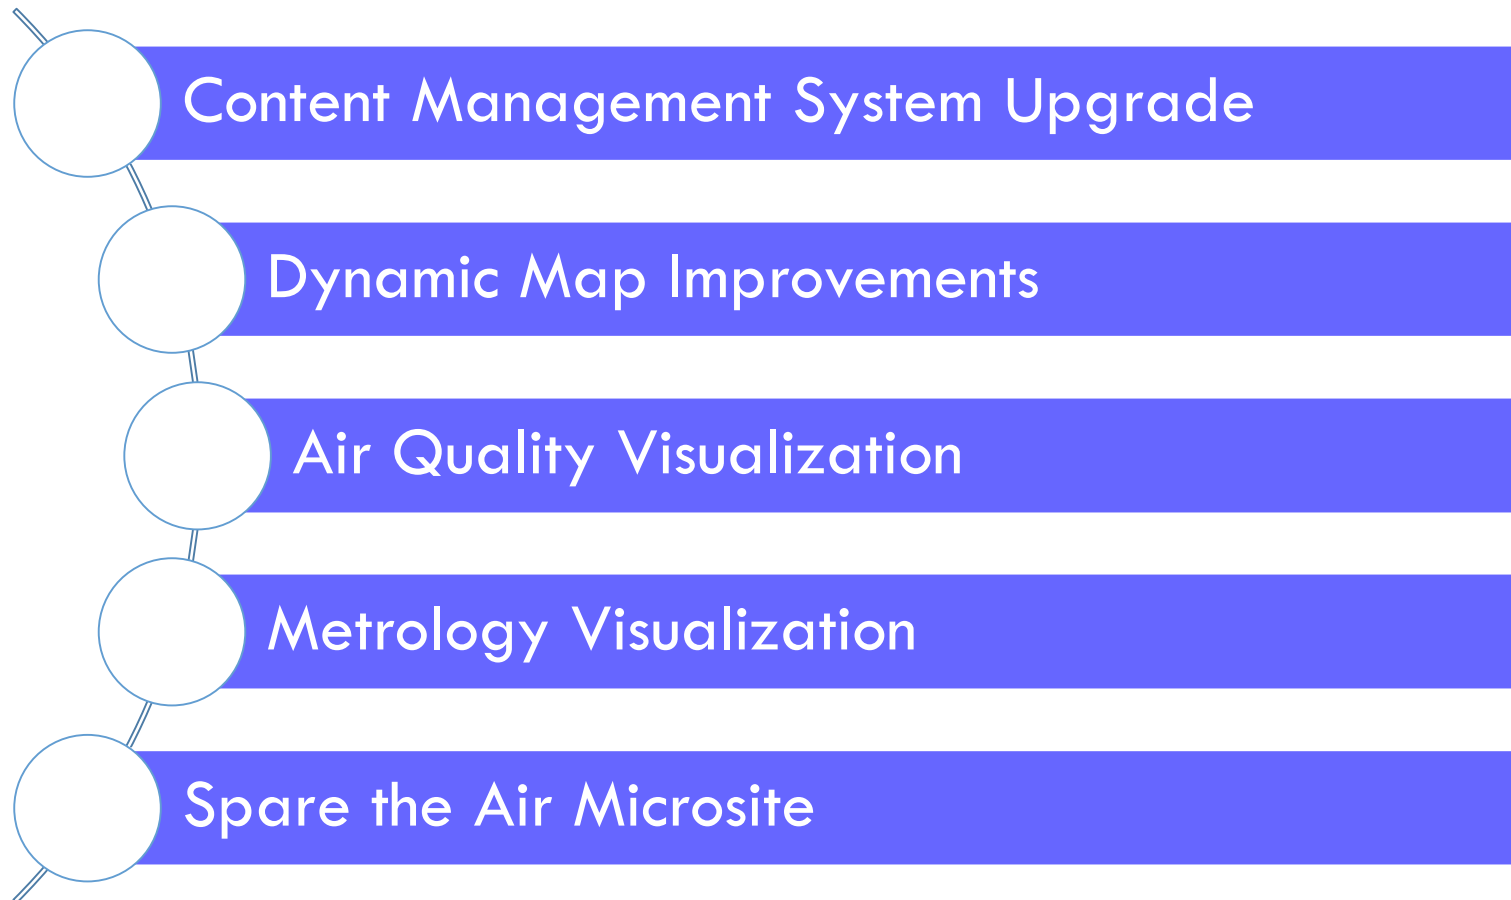 Content Management System Upgrade
Dynamic Map Improvements
Air Quality Visualization
Metrology Visualization
Spare the Air Microsite